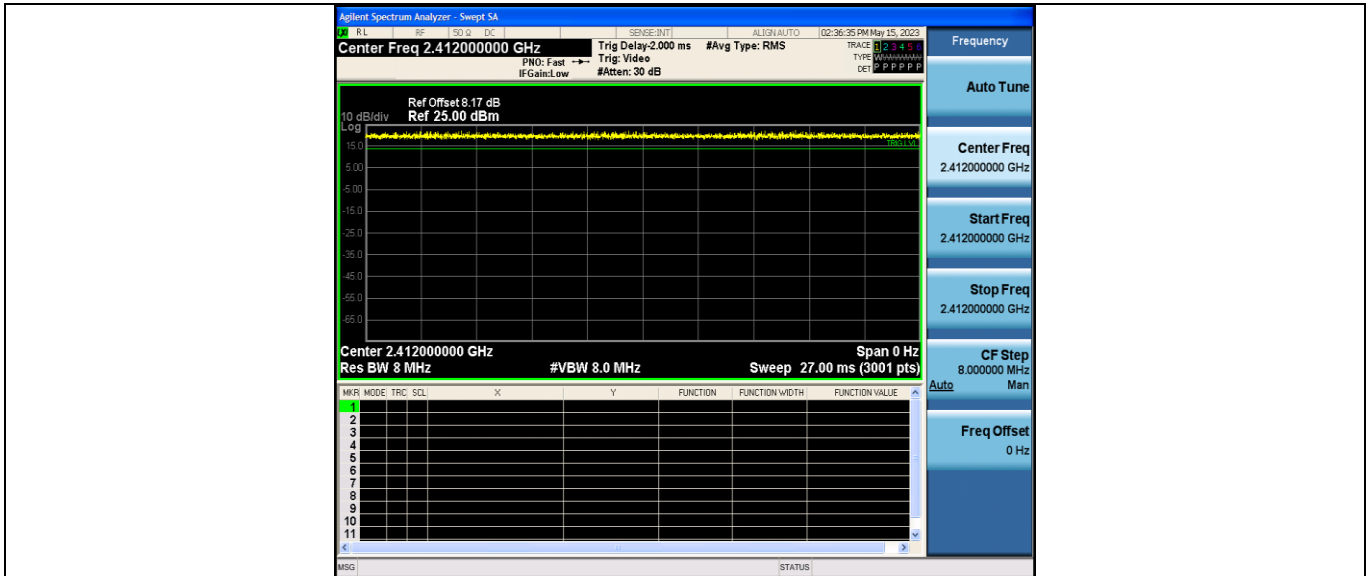 Agilent Spectrum Analyzer - Swept SA
RL RF 50 Ω DC SENSE:INT ALIGN AUTO 02:36:35 PM May 15, 2023
Center Freq 2.412000000 GHz
PNO: Fast
IFGain:Low
Trig Delay-2.000 ms #Avg Type: RMS
Trig: Video
#Atten: 30 dB
TRACE 1 2 3 4 5 6
TYPE
DET P P P P P P
Ref Offset 8.17 dB
10 dB/div Ref 25.00 dBm
Log
15.0
TRIG LVL
5.00
-5.00
-15.0
-25.0
-35.0
-45.0
-55.0
-65.0
Center 2.412000000 GHz Span 0 Hz
Res BW 8 MHz #VBW 8.0 MHz Sweep 27.00 ms (3001 pts)
MKR MODE TRC SCL X Y FUNCTION FUNCTION WIDTH FUNCTION VALUE
1
2
3
4
5
6
7
8
9
10
11
MSG STATUS
Frequency
Auto Tune
Center Freq
2.412000000 GHz
Start Freq
2.412000000 GHz
Stop Freq
2.412000000 GHz
CF Step
8.000000 MHz
Auto Man
Freq Offset
0 Hz